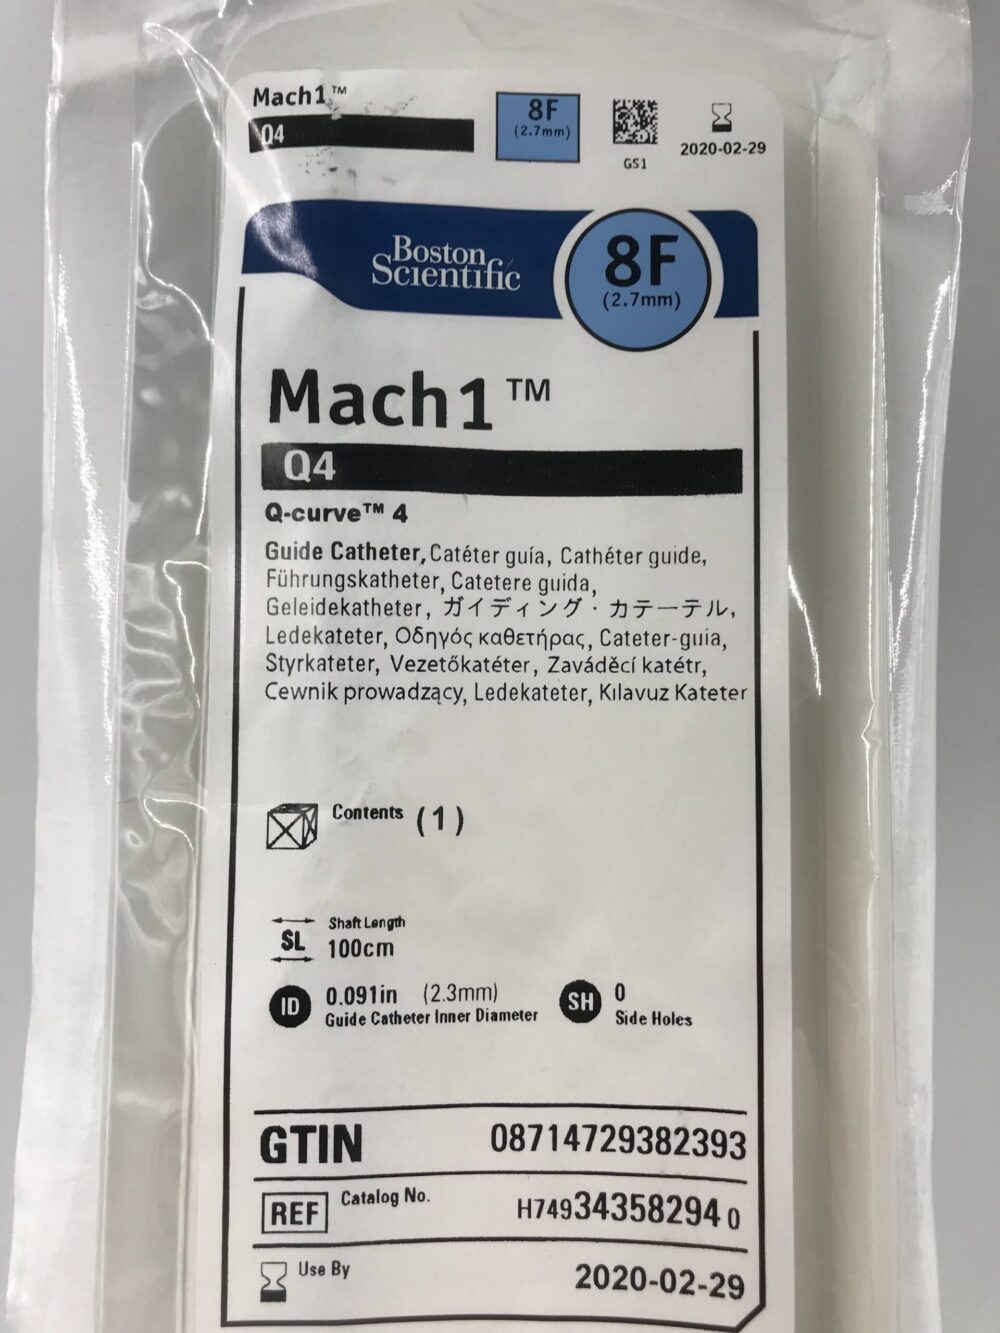 Mach1™
Q4
8F
(2.7mm)
GS1
2020-02-29
Boston
Scientific
8F
(2.7mm)
Mach1™
Q4
Q-curve™ 4
Guide Catheter, Catéter guía, Cathéter guide,
Führungskatheter, Catetere guida,
Geleidekatheter, ガイディング・カテーテル,
Ledekateter, Οδηγός καθετήρας, Cateter-guia,
Styrkateter, Vezetőkatéter, Zaváděcí katétr,
Cewnik prowadzący, Ledekateter, Kılavuz Kateter
Contents (1)
SL Shaft Length
100cm
ID 0.091in (2.3mm)
Guide Catheter Inner Diameter
SH 0
Side Holes
GTIN 08714729382393
REF Catalog No. H74934358294 0
Use By 2020-02-29